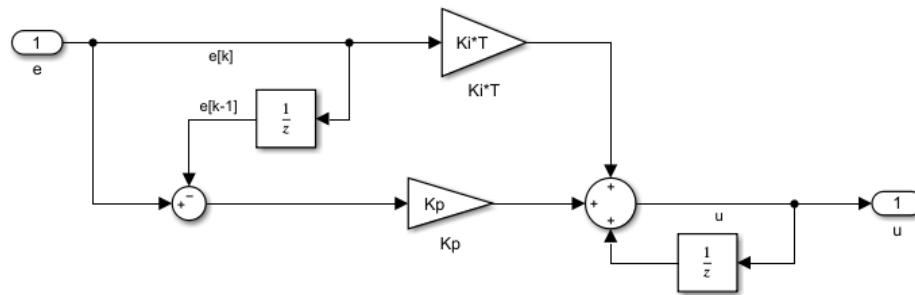 1
e
e[k]
Ki*T
Ki*T
e[k-1]
1
z
−
+
Kp
Kp
+
+
+
u
1
u
1
z